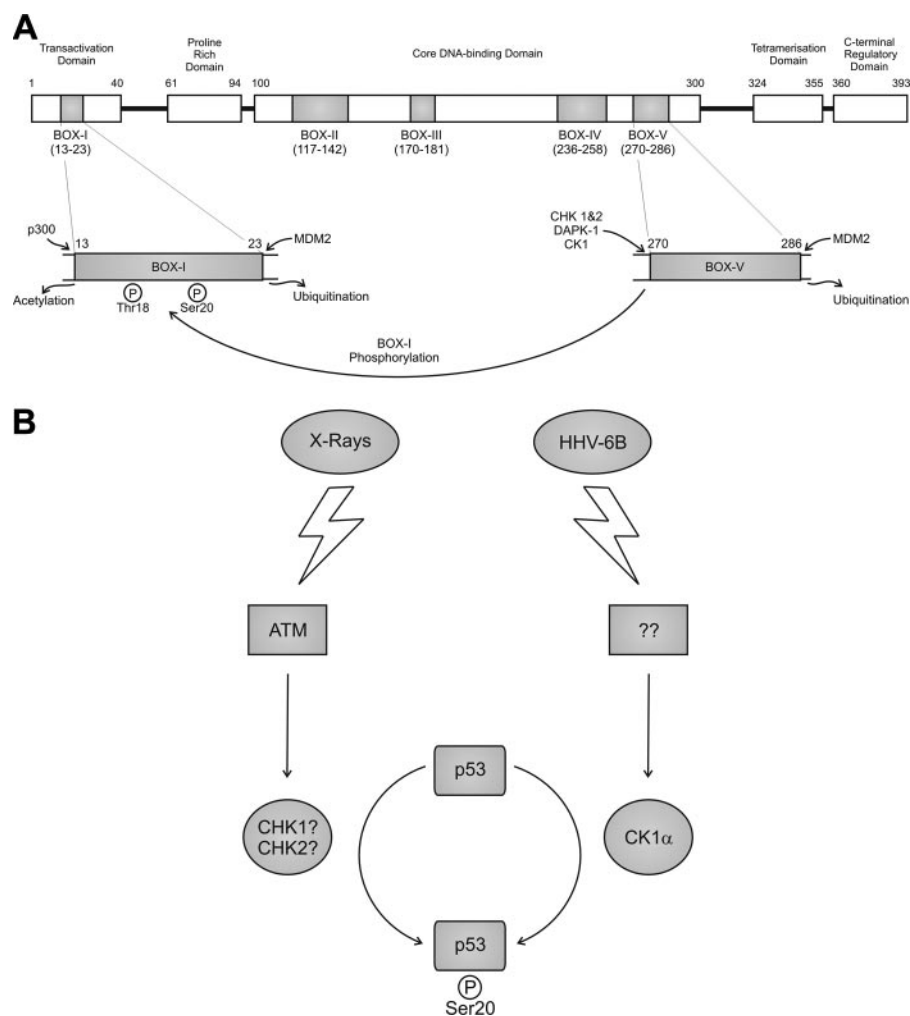 A
Transactivation
Domain
Proline
Rich
Domain
Core DNA-binding Domain
Tetramerisation
Domain
C-terminal
Regulatory
Domain
1 40 61 94 100 300 324 355 360 393
BOX-I
(13-23)
BOX-II
(117-142)
BOX-III
(170-181)
BOX-IV
(236-258)
BOX-V
(270-286)
p300
13 23
MDM2
BOX-I
Acetylation
P
Thr18
P
Ser20
Ubiquitination
CHK 1&2
DAPK-1
CK1
270 286
MDM2
BOX-V
Ubiquitination
BOX-I
Phosphorylation
B
X-Rays
HHV-6B
ATM
??
p53
CHK1?
CHK2?
CK1α
p53
P
Ser20